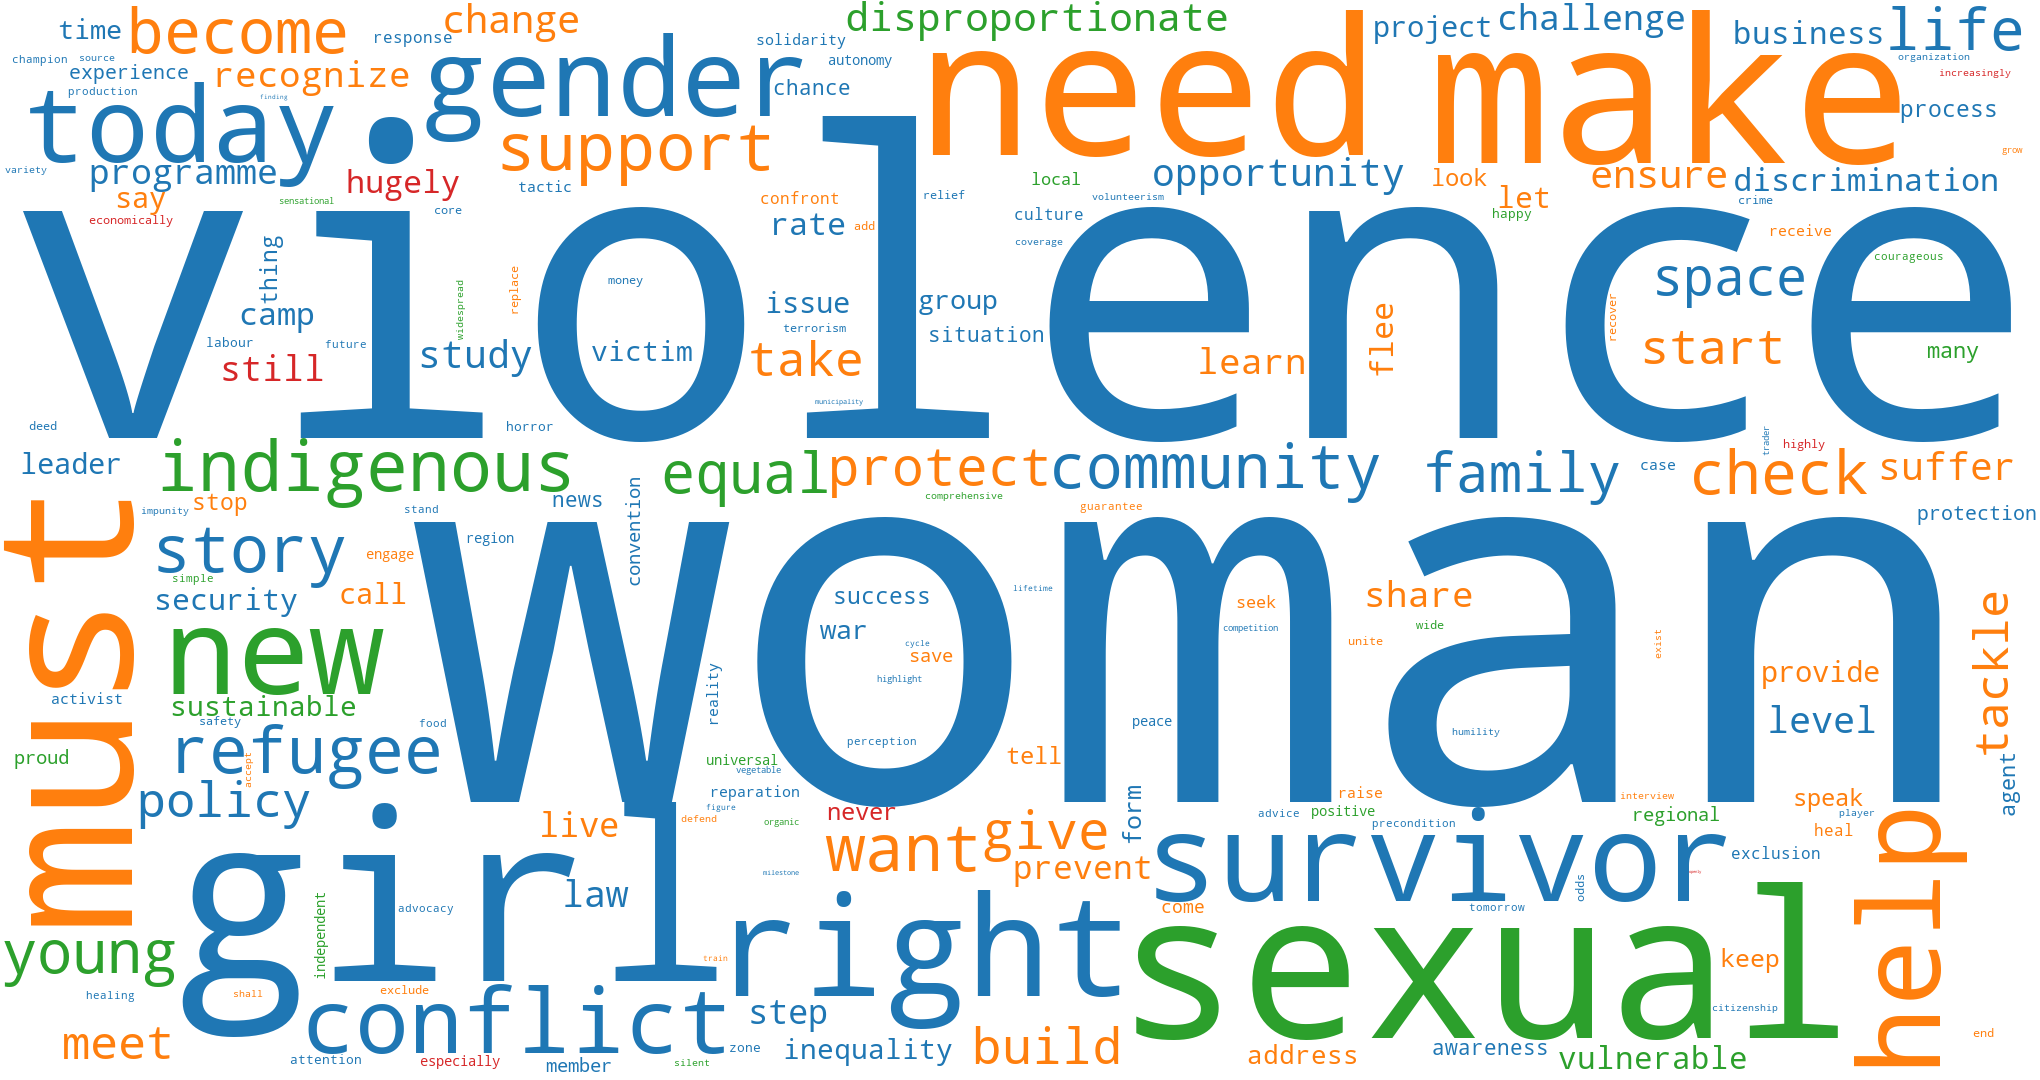 time
become
change
response
disproportionate
project
challenge
business
life
champion
source
experience
recognize
gender
solidarity
autonomy
chance
need
make
organization
increasingly
production
finding
today
support
process
variety
programme
hugely
tactic
opportunity
local
look
ensure
discrimination
grow
say
sensational
core
confront
relief
volunteerism
let
crime
economically
rate
add
culture
coverage
happy
receive
violence
thing
camp
widespread
replace
money
issue
group
terrorism
situation
space
courageous
recover
labour
future
still
study
victim
take
learn
flee
start
many
municipality
deed
horror
trader
highly
leader
indigenous
equal
protect
community
family
case
check
suffer
impunity
stop
stand
news
convention
comprehensive
guarantee
protection
must
story
engage
region
simple
security
call
woman
success
war
cycle
save
highlight
lifetime
seek
competition
wide
share
unite
exist
tackle
new
sustainable
activist
safety
food
reality
perception
peace
humility
provide
level
proud
refugee
accept
universal
vegetable
tell
agent
policy
reparation
figure
defend
organic
never
form
raise
advice
positive
precondition
interview
regional
speak
player
heal
girl
live
law
want
give
prevent
survivor
exclusion
help
milestone
odds
advocacy
independent
right
come
tomorrow
sexual
young
train
keep
healing
shall
exclude
conflict
step
citizenship
meet
attention
especially
member
silent
zone
inequality
build
address
awareness
vulnerable
end